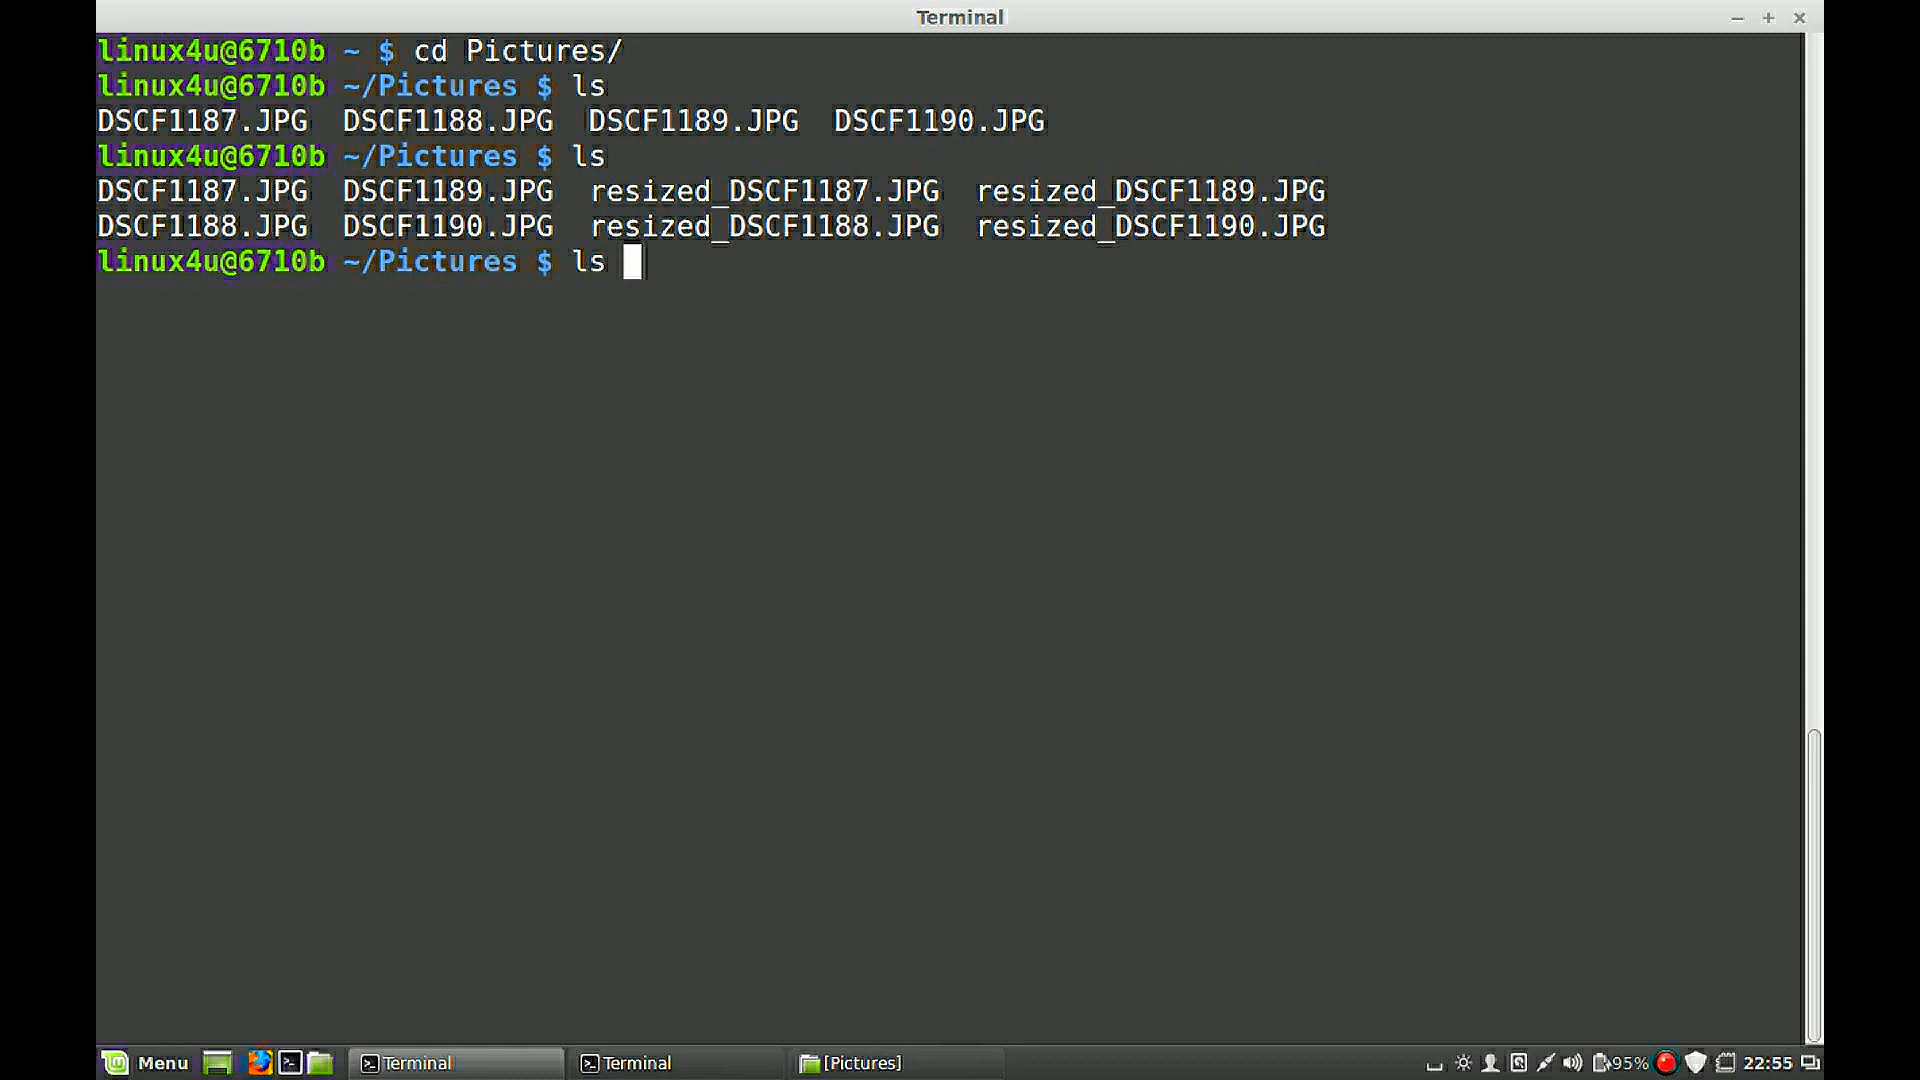 Terminal
linux4u@6710b ~ $ cd Pictures/
linux4u@6710b ~/Pictures $ ls
DSCF1187.JPG  DSCF1188.JPG  DSCF1189.JPG  DSCF1190.JPG
linux4u@6710b ~/Pictures $ ls
DSCF1187.JPG  DSCF1189.JPG  resized_DSCF1187.JPG  resized_DSCF1189.JPG
DSCF1188.JPG  DSCF1190.JPG  resized_DSCF1188.JPG  resized_DSCF1190.JPG
linux4u@6710b ~/Pictures $ ls
Menu Terminal Terminal [Pictures] 95% 22:55